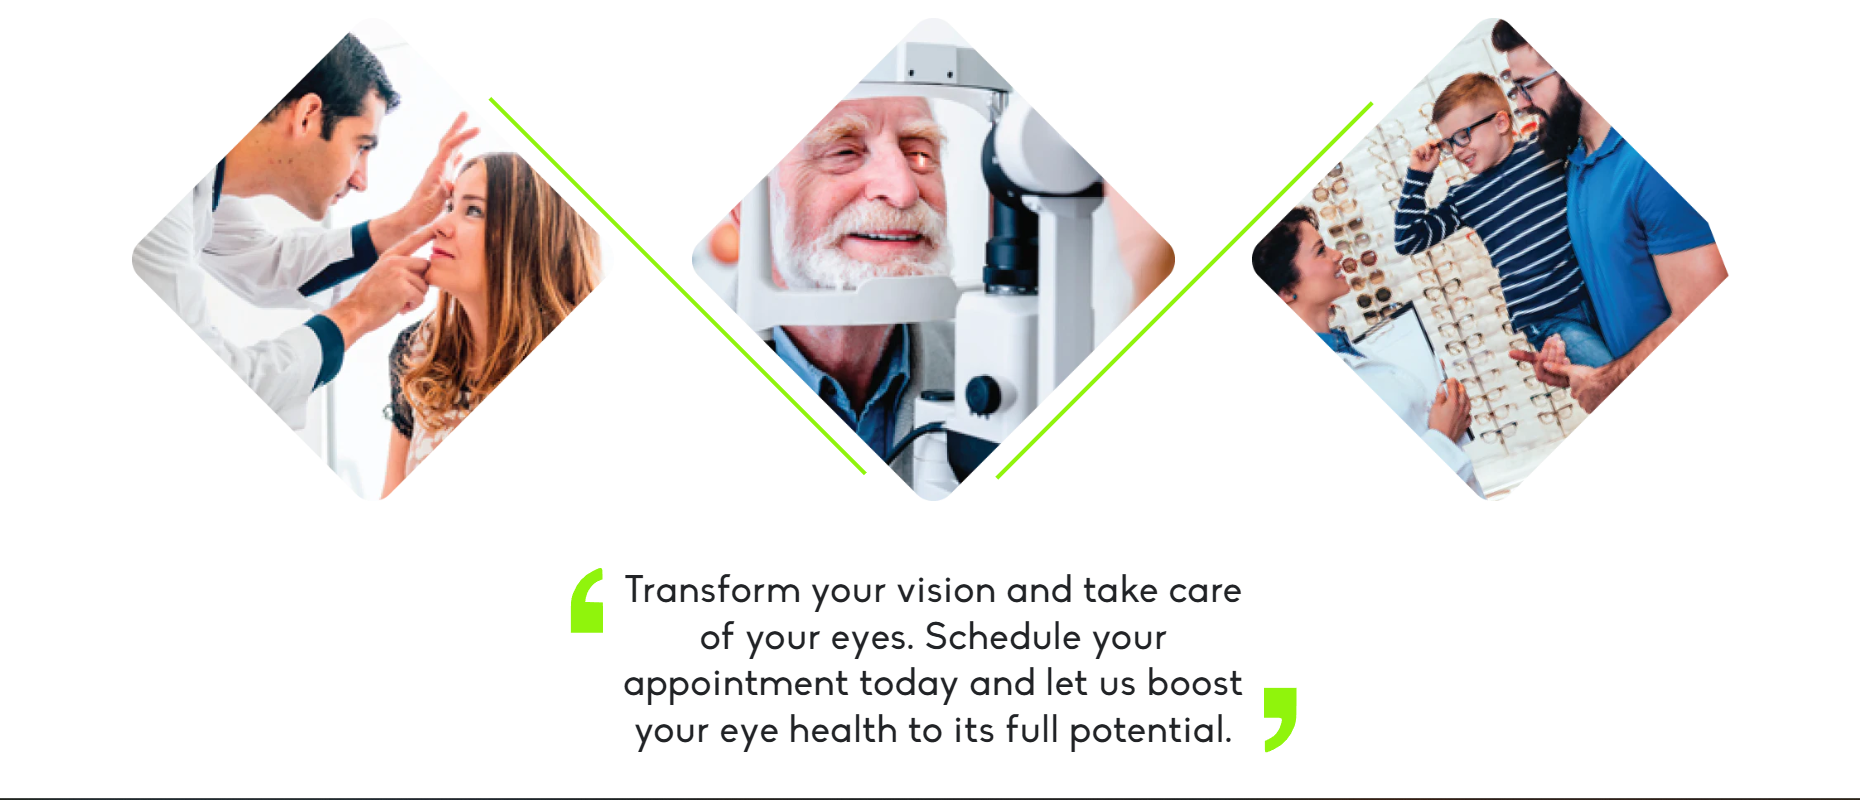 Transform your vision and take care
of your eyes. Schedule your
appointment today and let us boost
your eye health to its full potential.